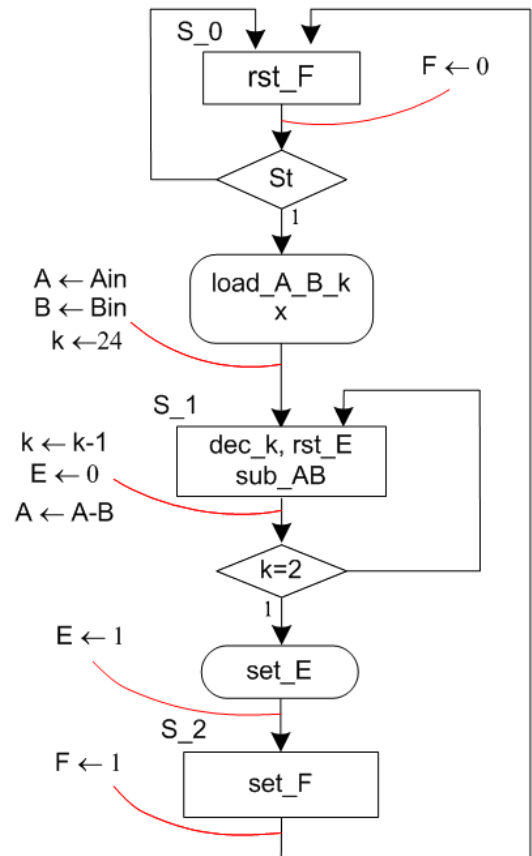 S_0
rst_F
F ← 0
St
1
load_A_B_k
x
A ← Ain
B ← Bin
k ←24
S_1
dec_k, rst_E
sub_AB
k ← k-1
E ← 0
A ← A-B
k=2
1
E ← 1
set_E
S_2
set_F
F ← 1